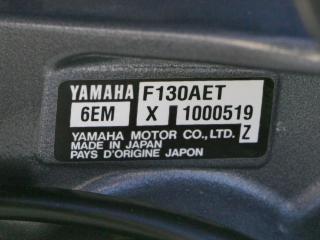 YAMAHA F130AET
6EM X 1000519
YAMAHA MOTOR CO.,LTD. Z
MADE IN JAPAN
PAYS D'ORIGINE JAPON